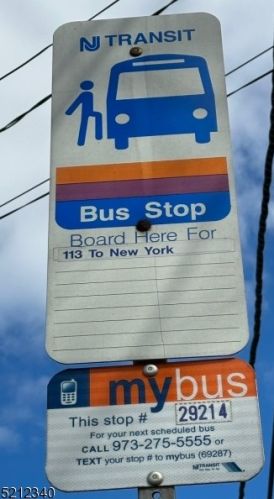 NJ TRANSIT
Bus Stop
Board Here For
113 To New York
mybus
This stop # 29214
For your next scheduled bus
CALL 973-275-5555 or
TEXT your stop # to mybus (69287)
NJ TRANSIT
5212340